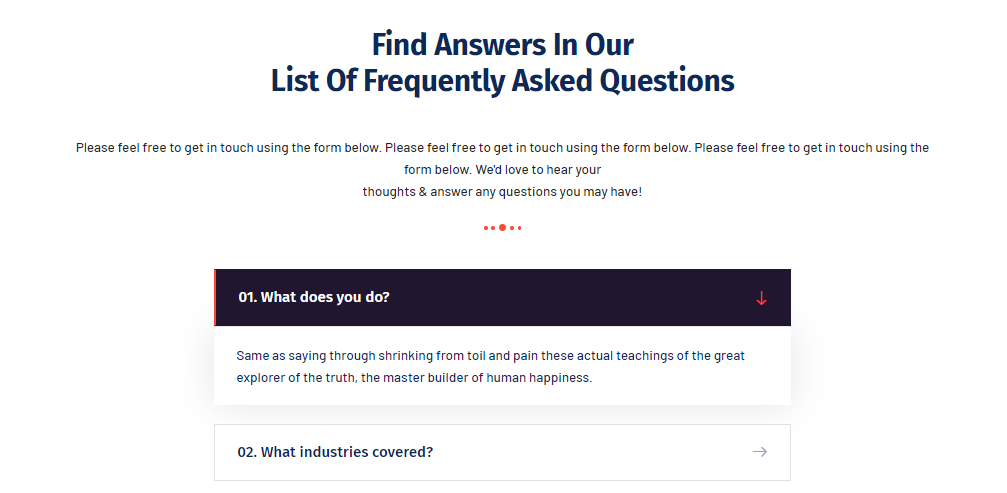 Find Answers In Our
List Of Frequently Asked Questions
Please feel free to get in touch using the form below. Please feel free to get in touch using the form below. Please feel free to get in touch using the
form below. We'd love to hear your
thoughts & answer any questions you may have!
01. What does you do?
Same as saying through shrinking from toil and pain these actual teachings of the great
explorer of the truth, the master builder of human happiness.
02. What industries covered?